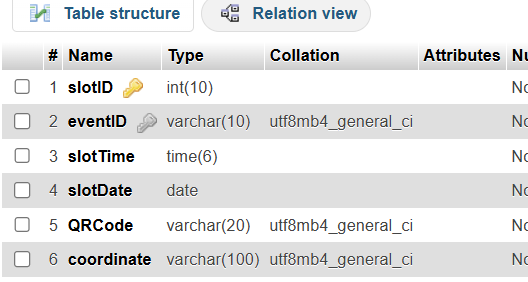 Table structure Relation view
# Name Type Collation Attributes Nu
1 slotID int(10) No
2 eventID varchar(10) utf8mb4_general_ci No
3 slotTime time(6) No
4 slotDate date No
5 QRCode varchar(20) utf8mb4_general_ci No
6 coordinate varchar(100) utf8mb4_general_ci No